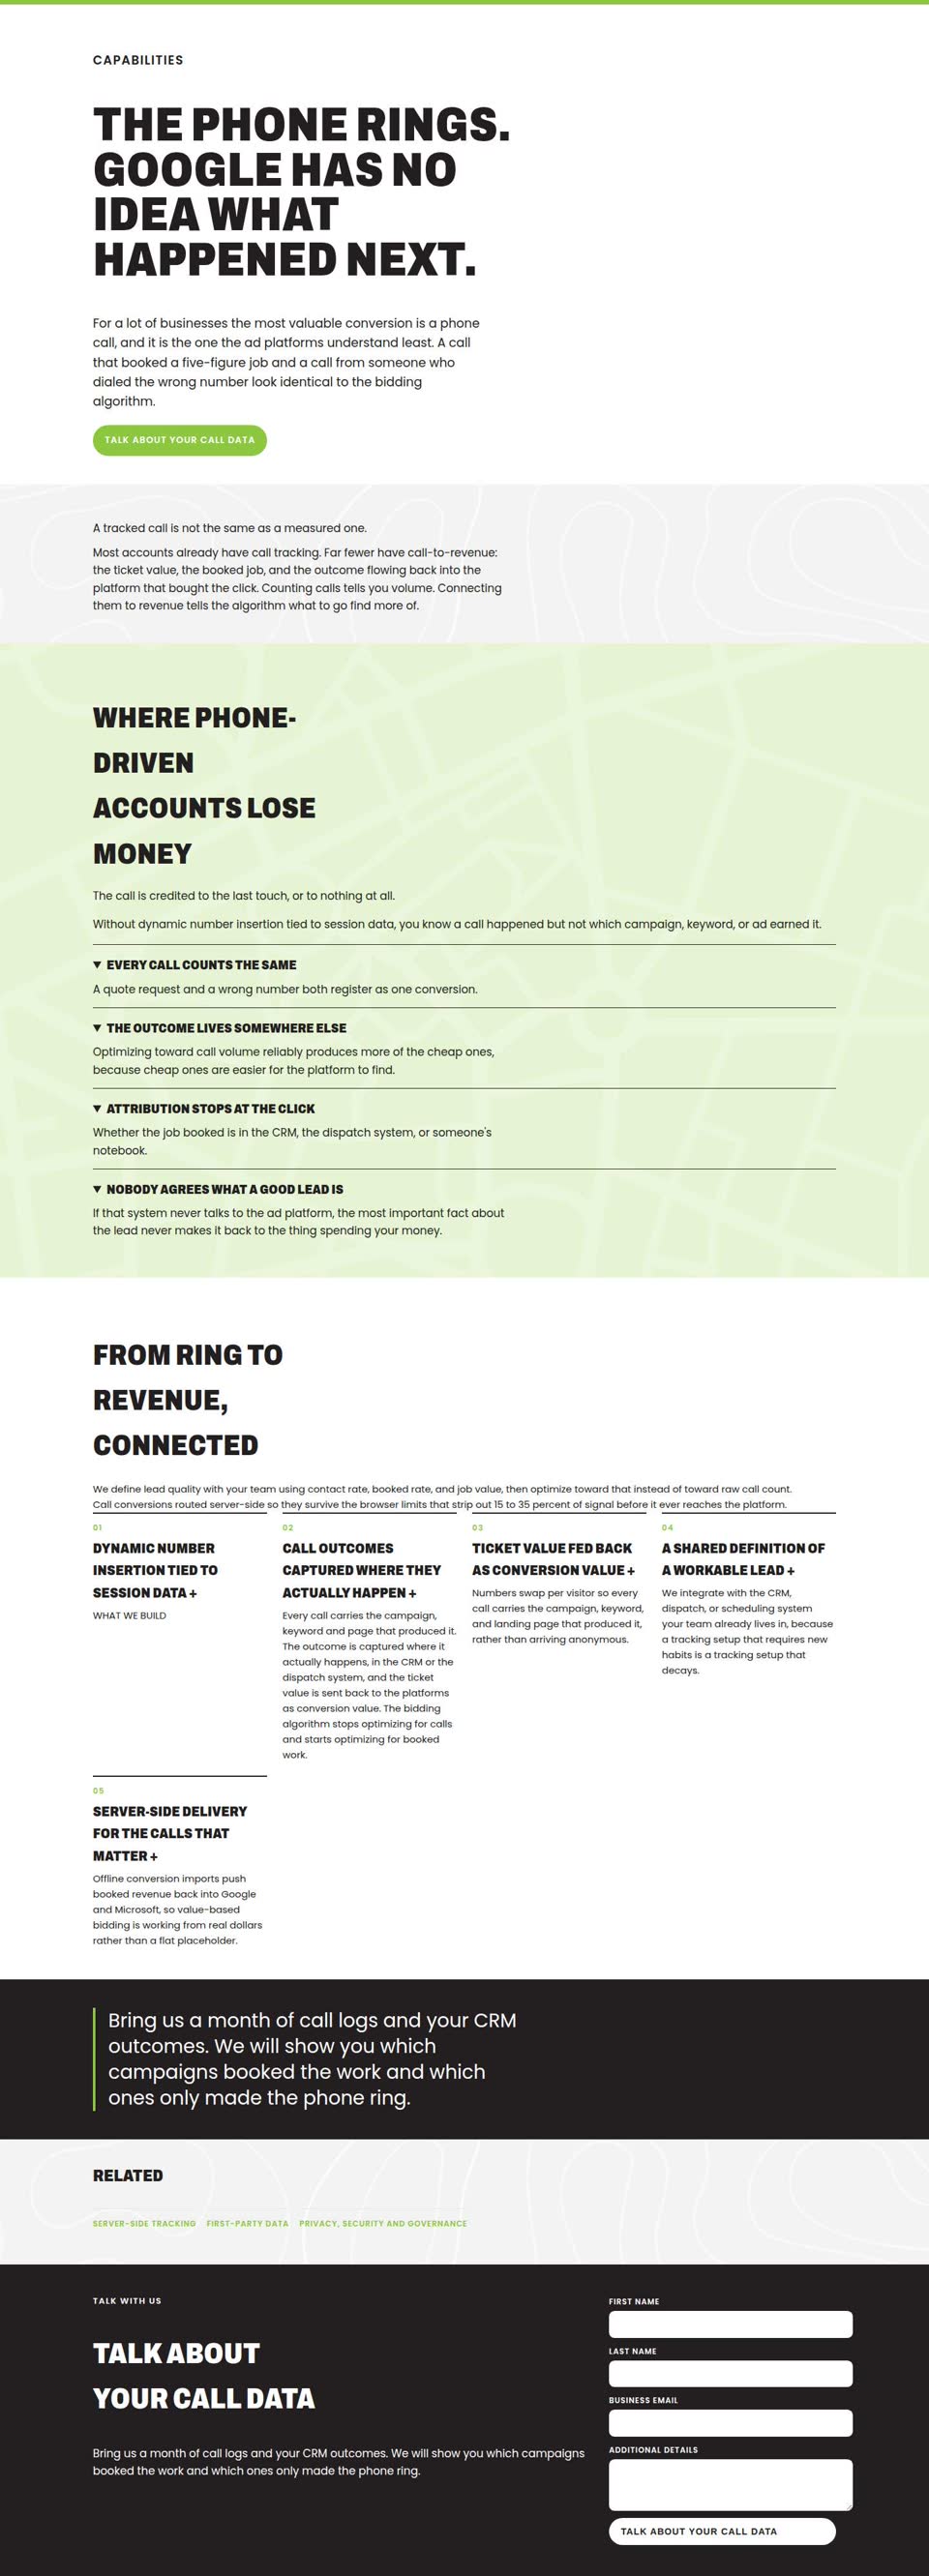 CAPABILITIES
THE PHONE RINGS.
GOOGLE HAS NO
IDEA WHAT
HAPPENED NEXT.
For a lot of businesses the most valuable conversion is a phone
call, and it is the one the ad platforms understand least. A call
that booked a five-figure job and a call from someone who
dialed the wrong number look identical to the bidding
algorithm.
TALK ABOUT YOUR CALL DATA
A tracked call is not the same as a measured one.
Most accounts already have call tracking. Far fewer have call-to-revenue:
the ticket value, the booked job, and the outcome flowing back into the
platform that bought the click. Counting calls tells you volume. Connecting
them to revenue tells the algorithm what to go find more of.
WHERE PHONE-
DRIVEN
ACCOUNTS LOSE
MONEY
The call is credited to the last touch, or to nothing at all.
Without dynamic number insertion tied to session data, you know a call happened but not which campaign, keyword, or ad earned it.
▼ EVERY CALL COUNTS THE SAME
A quote request and a wrong number both register as one conversion.
▼ THE OUTCOME LIVES SOMEWHERE ELSE
Optimizing toward call volume reliably produces more of the cheap ones,
because cheap ones are easier for the platform to find.
▼ ATTRIBUTION STOPS AT THE CLICK
Whether the job booked is in the CRM, the dispatch system, or someone's
notebook.
▼ NOBODY AGREES WHAT A GOOD LEAD IS
If that system never talks to the ad platform, the most important fact about
the lead never makes it back to the thing spending your money.
FROM RING TO
REVENUE,
CONNECTED
We define lead quality with your team using contact rate, booked rate, and job value, then optimize toward that instead of toward raw call count.
Call conversions routed server-side so they survive the browser limits that strip out 15 to 35 percent of signal before it ever reaches the platform.
01
DYNAMIC NUMBER
INSERTION TIED TO
SESSION DATA +
WHAT WE BUILD
02
CALL OUTCOMES
CAPTURED WHERE THEY
ACTUALLY HAPPEN +
Every call carries the campaign,
keyword and page that produced it.
The outcome is captured where it
actually happens, in the CRM or the
dispatch system, and the ticket
value is sent back to the platforms
as conversion value. The bidding
algorithm stops optimizing for calls
and starts optimizing for booked
work.
03
TICKET VALUE FED BACK
AS CONVERSION VALUE +
Numbers swap per visitor so every
call carries the campaign, keyword,
and landing page that produced it,
rather than arriving anonymous.
04
A SHARED DEFINITION OF
A WORKABLE LEAD +
We integrate with the CRM,
dispatch, or scheduling system
your team already lives in, because
a tracking setup that requires new
habits is a tracking setup that
decays.
05
SERVER-SIDE DELIVERY
FOR THE CALLS THAT
MATTER +
Offline conversion imports push
booked revenue back into Google
and Microsoft, so value-based
bidding is working from real dollars
rather than a flat placeholder.
Bring us a month of call logs and your CRM
outcomes. We will show you which
campaigns booked the work and which
ones only made the phone ring.
RELATED
SERVER-SIDE TRACKING FIRST-PARTY DATA PRIVACY, SECURITY AND GOVERNANCE
TALK WITH US
TALK ABOUT
YOUR CALL DATA
Bring us a month of call logs and your CRM outcomes. We will show you which campaigns
booked the work and which ones only made the phone ring.
FIRST NAME
LAST NAME
BUSINESS EMAIL
ADDITIONAL DETAILS
TALK ABOUT YOUR CALL DATA